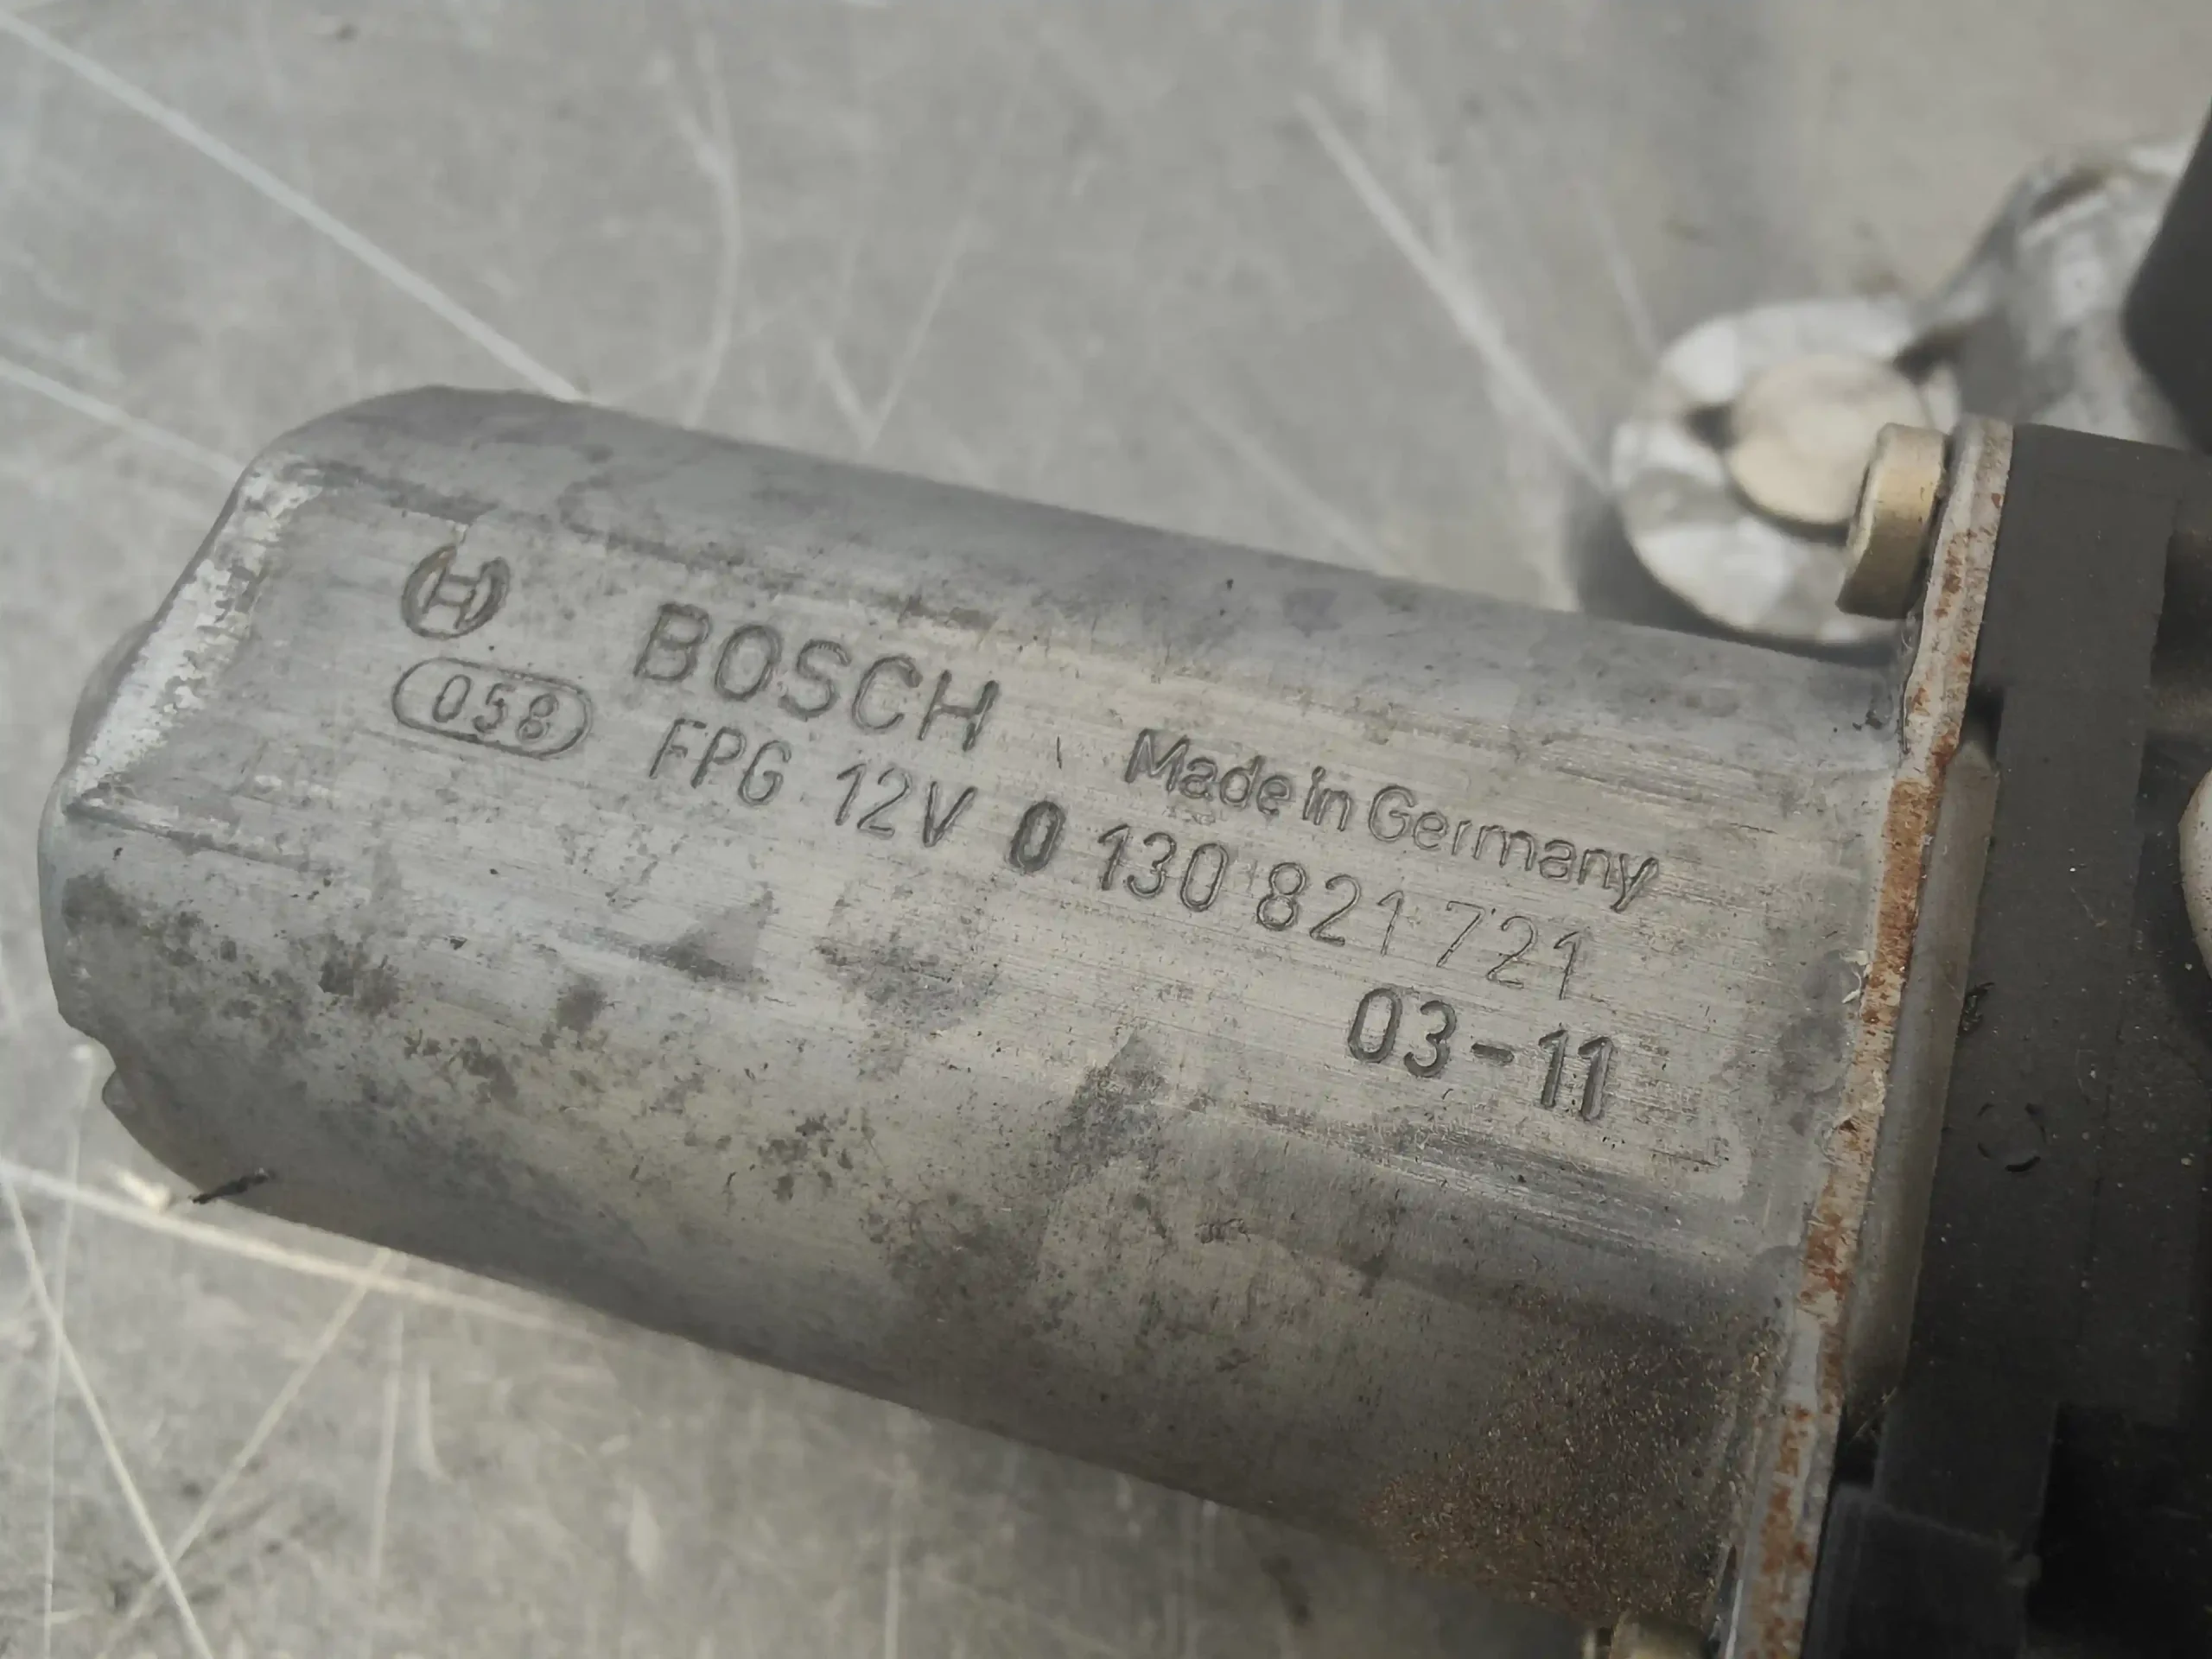 BOSCH Made in Germany
058 FPG 12V 0 130 821 721
03-11